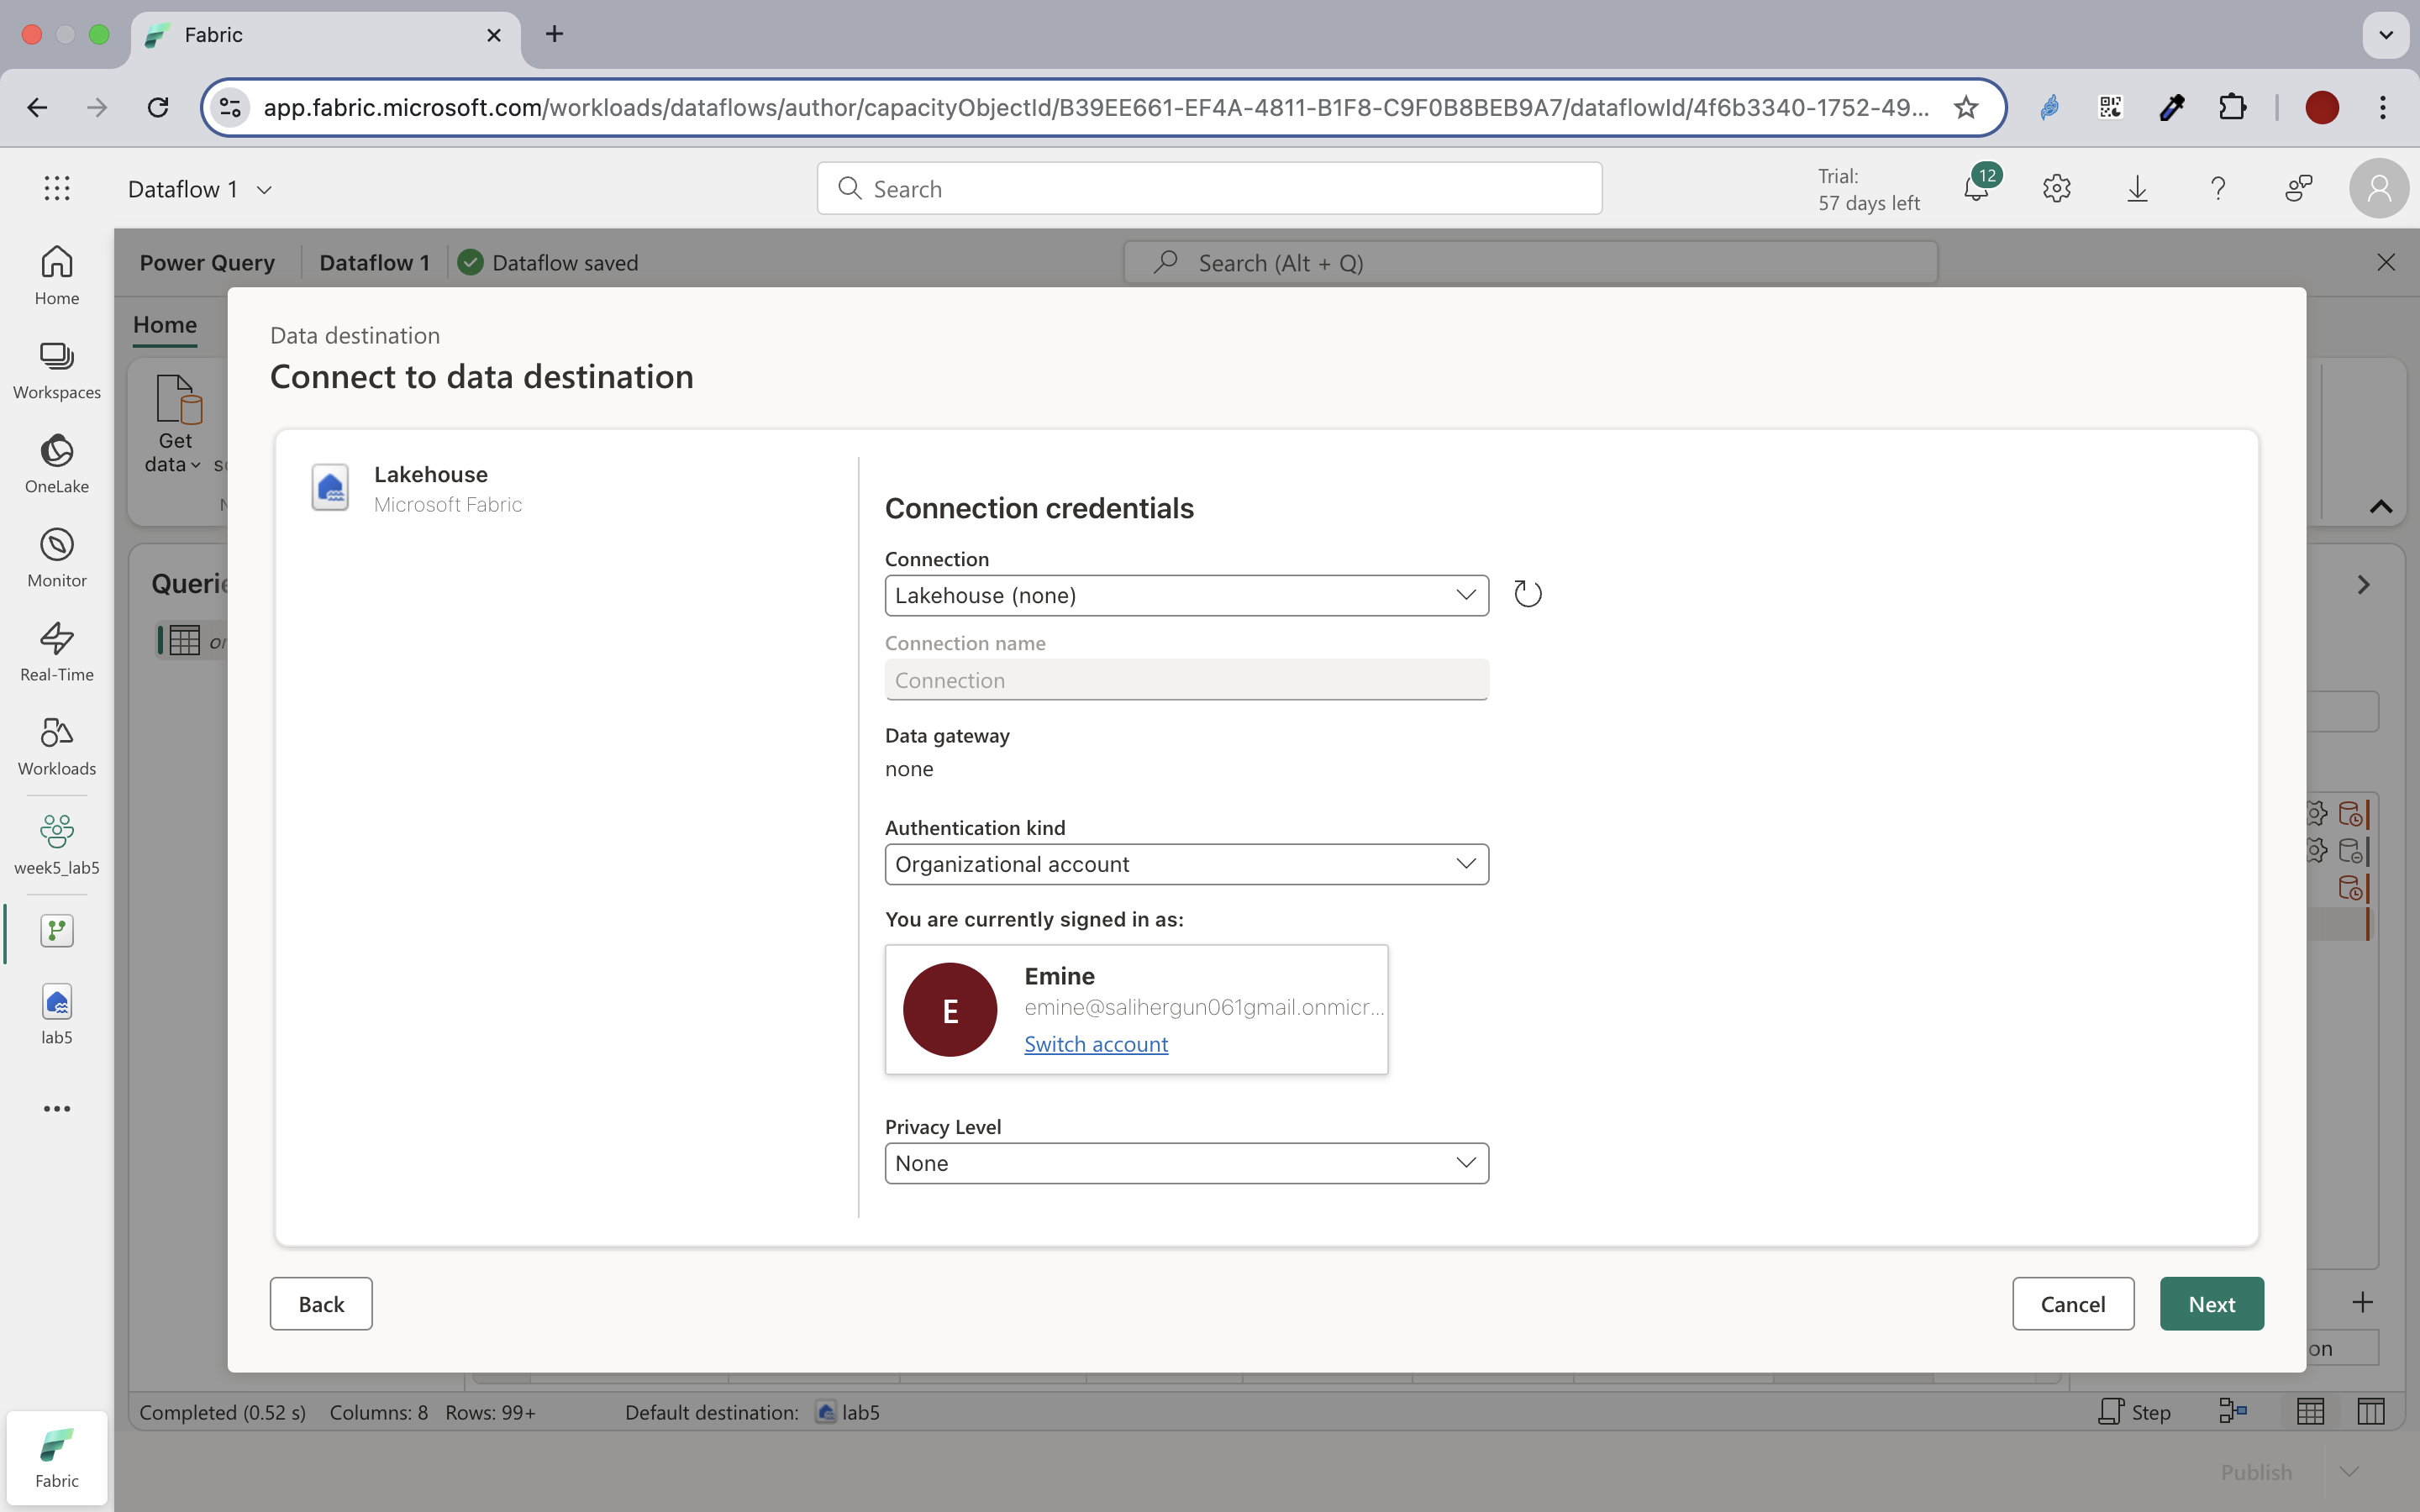 Fabric
app.fabric.microsoft.com/workloads/dataflows/author/capacityObjectId/B39EE661-EF4A-4811-B1F8-C9F0B8BEB9A7/dataflowId/4f6b3340-1752-49...
Dataflow 1
Search
Trial:
57 days left
12
Home
Workspaces
OneLake
Monitor
Real-Time
Workloads
week5_lab5
lab5
Fabric
Power Query
Dataflow 1
Dataflow saved
Search (Alt + Q)
Home
Get
data
Data destination
Connect to data destination
Lakehouse
Microsoft Fabric
Connection credentials
Connection
Lakehouse (none)
Connection name
Connection
Data gateway
none
Authentication kind
Organizational account
You are currently signed in as:
E
Emine
emine@salihergun061gmail.onmicr...
Switch account
Privacy Level
None
Back
Cancel
Next
Completed (0.52 s)
Columns: 8
Rows: 99+
Default destination:
lab5
Step
Publish